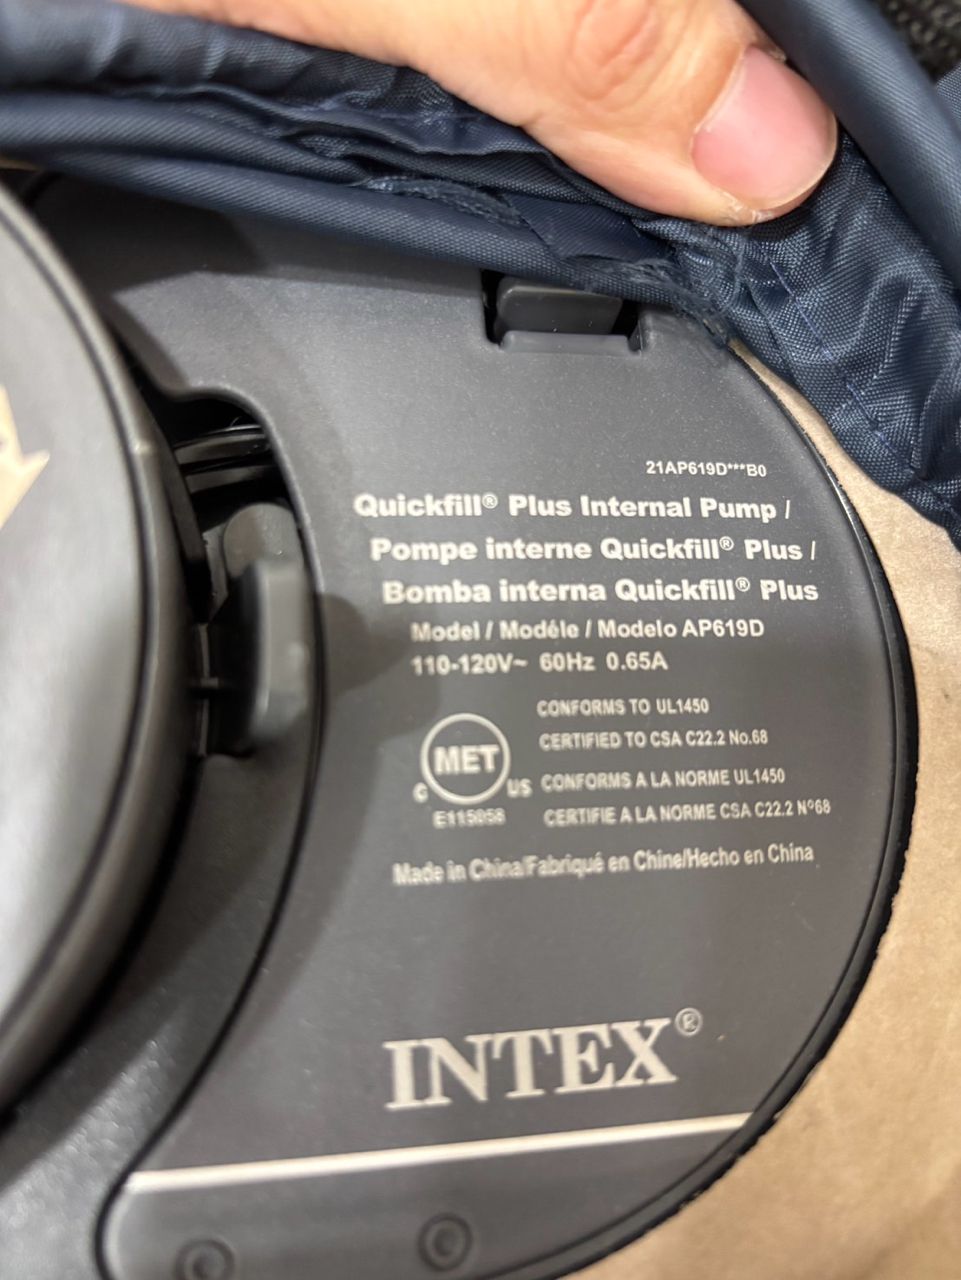 21AP619D***B0
Quickfill® Plus Internal Pump /
Pompe interne Quickfill® Plus /
Bomba interna Quickfill® Plus
Model / Modéle / Modelo AP619D
110-120V~ 60Hz 0.65A
CONFORMS TO UL1450
CERTIFIED TO CSA C22.2 No.68
MET
C US
CONFORMS A LA NORME UL1450
E115058
CERTIFIE A LA NORME CSA C22.2 Nº68
Made in China/Fabriqué en Chine/Hecho en China
INTEX®